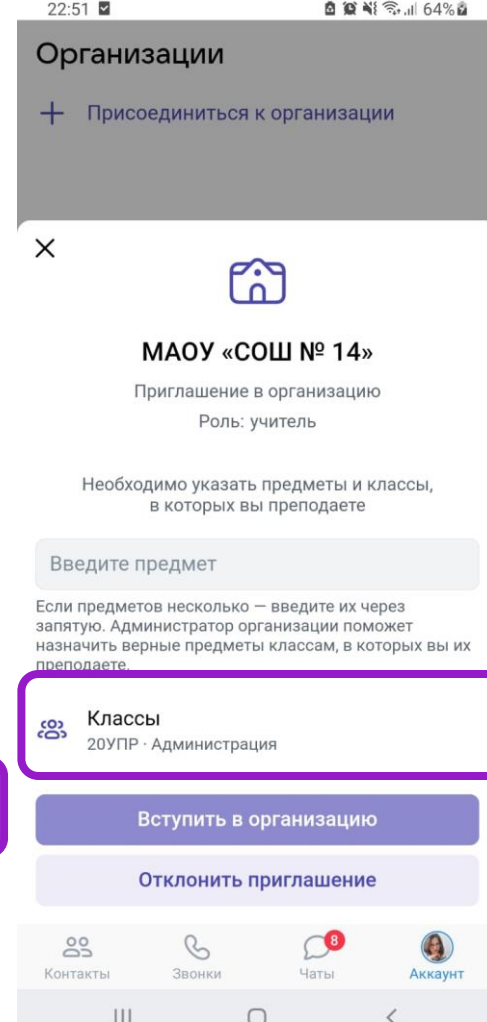 22:51 64%
Организации
Присоединиться к организации
МАОУ «СОШ № 14»
Приглашение в организацию
Роль: учитель
Необходимо указать предметы и классы,
в которых вы преподаете
Введите предмет
Если предметов несколько — введите их через
запятую. Администратор организации поможет
назначить верные предметы классам, в которых вы их
преподаете.
Классы
20УПР · Администрация
Вступить в организацию
Отклонить приглашение
8
Контакты Звонки Чаты Аккаунт